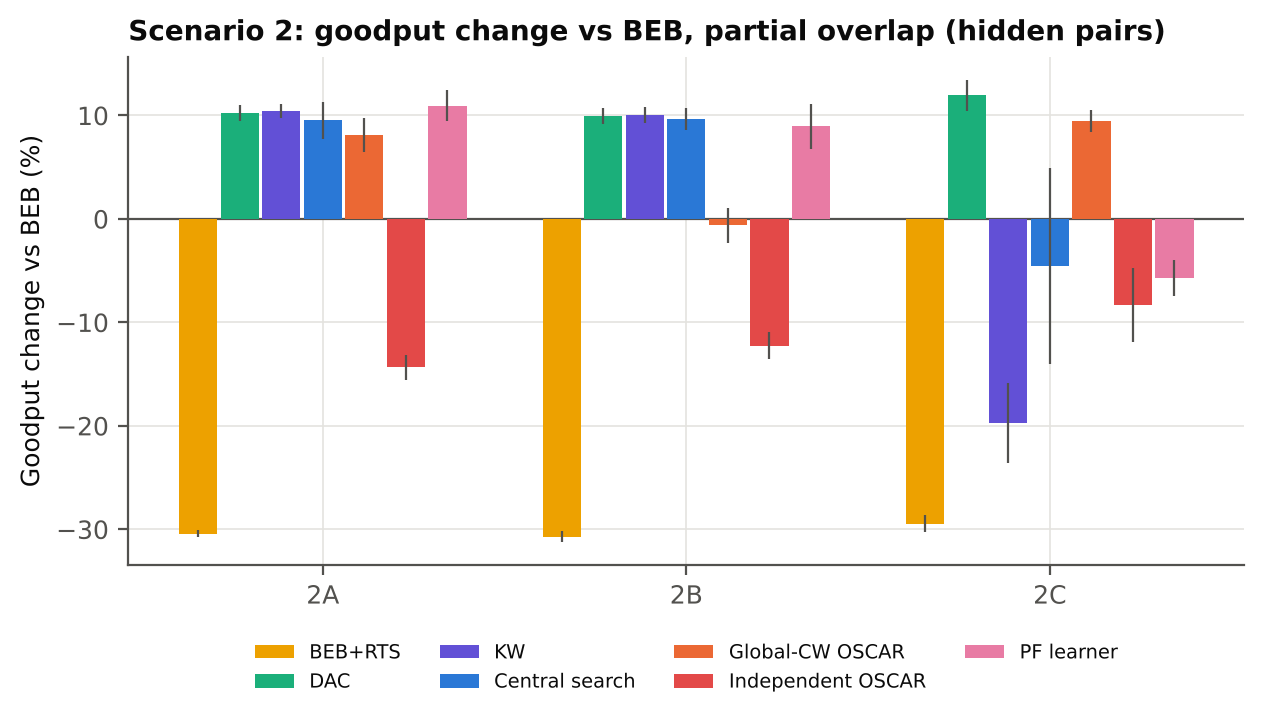 Scenario 2: goodput change vs BEB, partial overlap (hidden pairs)
Goodput change vs BEB (%)
10
0
−10
−20
−30
2A 2B 2C
BEB+RTS KW Global-CW OSCAR PF learner
DAC Central search Independent OSCAR